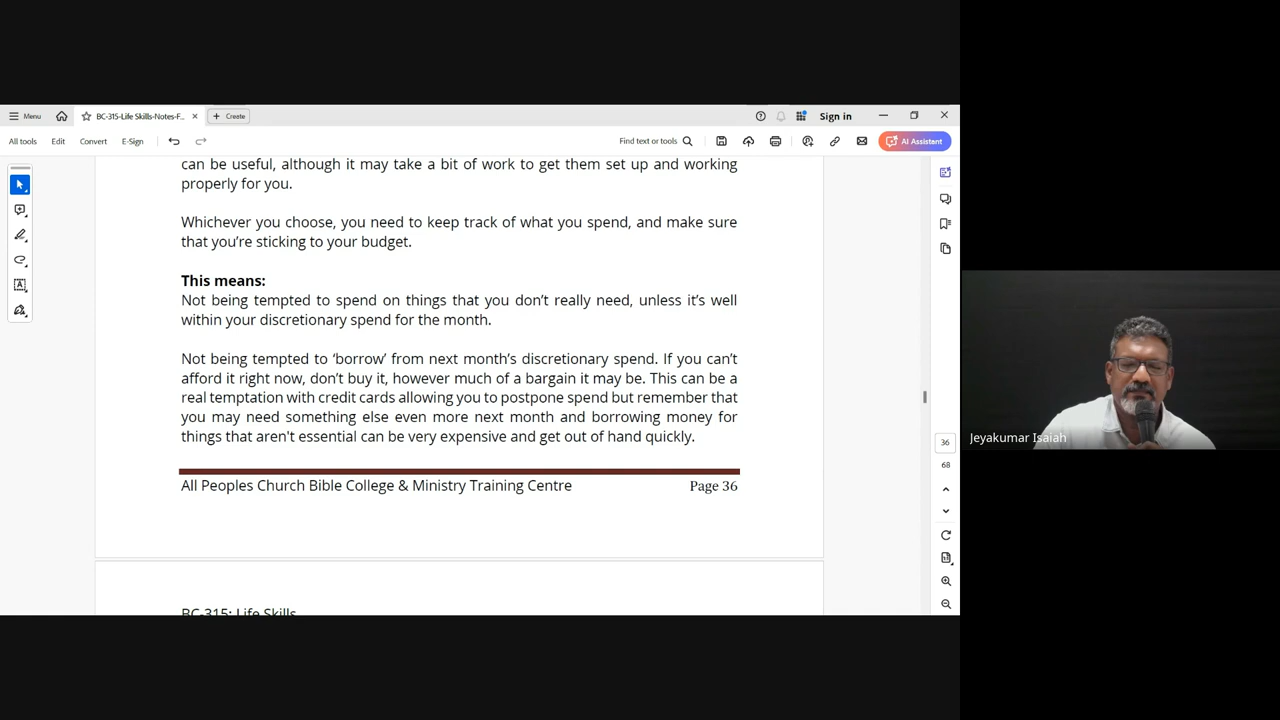 Menu
BC-315-Life Skills-Notes-F...
Create
Sign in
All tools
Edit
Convert
E-Sign
Find text or tools
AI Assistant
can be useful, although it may take a bit of work to get them set up and working
properly for you.
Whichever you choose, you need to keep track of what you spend, and make sure
that you’re sticking to your budget.
This means:
Not being tempted to spend on things that you don’t really need, unless it’s well
within your discretionary spend for the month.
Not being tempted to ‘borrow’ from next month’s discretionary spend. If you can’t
afford it right now, don’t buy it, however much of a bargain it may be. This can be a
real temptation with credit cards allowing you to postpone spend but remember that
you may need something else even more next month and borrowing money for
things that aren't essential can be very expensive and get out of hand quickly.
All Peoples Church Bible College & Ministry Training Centre
Page 36
BC-315: Life Skills
36
68
Jeyakumar Isaiah